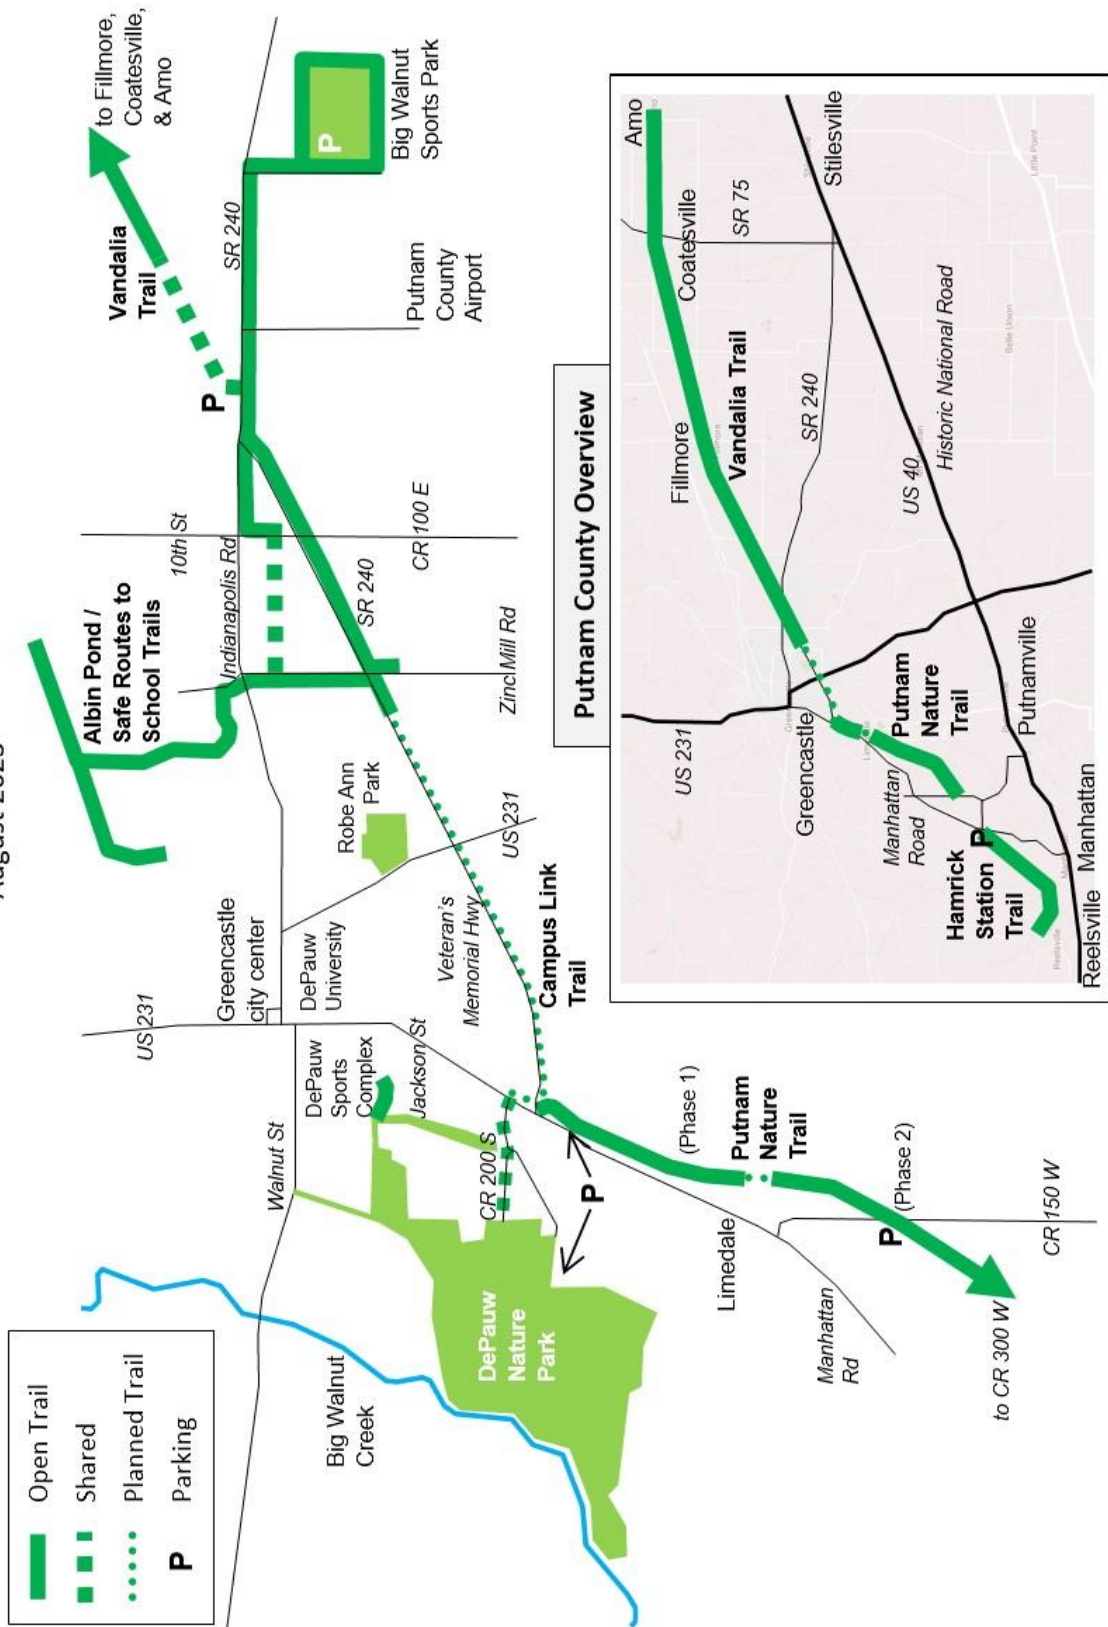 August 2023
Open Trail
Shared
Planned Trail
P
Parking
US 231
Walnut St
Greencastle
city center
DePauw
University
DePauw
Sports
Complex
Jackson St
Big Walnut
Creek
DePauw
Nature
Park
CR 200 S
P
Limedale
Manhattan
Rd
to CR 300 W
P
(Phase 2)
CR 150 W
(Phase 1)
Putnam
Nature
Trail
Campus Link
Trail
Veteran's
Memorial Hwy
Robe Ann
Park
US 231
Albin Pond /
Safe Routes to
School Trails
Indianapolis Rd
10th St
Zinc Mill Rd
SR 240
CR 100 E
P
Vandalia
Trail
to Fillmore,
Coatesville,
& Amo
SR 240
Putnam
County
Airport
P
Big Walnut
Sports Park
Putnam County Overview
Amo
Coatesville
SR 75
Stilesville
Fillmore
Vandalia Trail
SR 240
US 40
Historic National Road
US 231
Greencastle
Manhattan
Road
Putnam
Nature
Trail
Putnamville
P
Hamrick
Station
Trail
Manhattan
Reelsville
Little Point
Belle Union
Reelsville